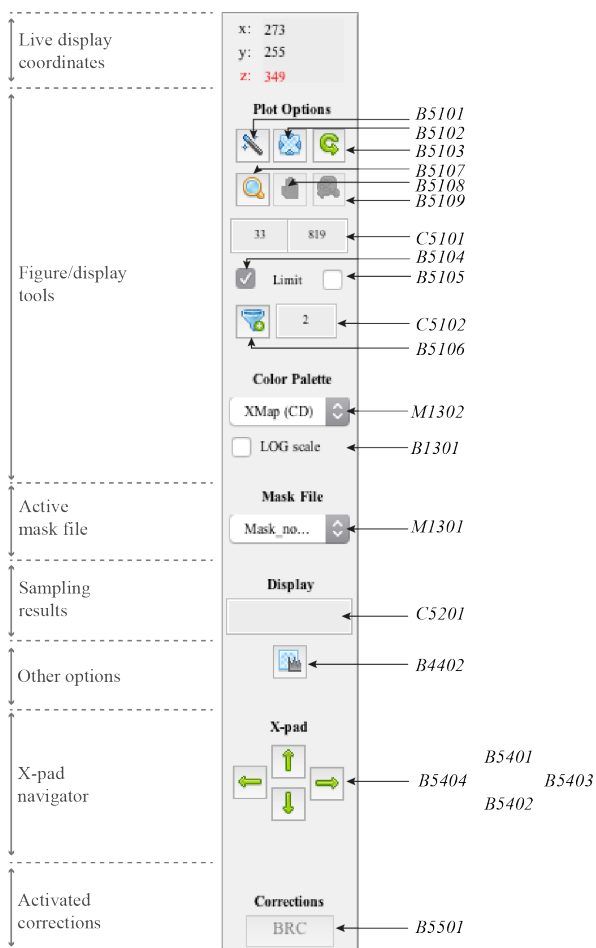 Live display
coordinates
x: 273
y: 255
z: 349
Figure/display
tools
Plot Options
B5101
B5102
B5103
B5107
B5108
B5109
33 819
C5101
B5104
Limit
B5105
2
C5102
B5106
Color Palette
XMap (CD)
M1302
LOG scale
B1301
Active
mask file
Mask File
Mask_no...
M1301
Sampling
results
Display
C5201
Other options
B4402
X-pad
navigator
X-pad
B5401
B5404 B5403
B5402
Activated
corrections
Corrections
BRC
B5501